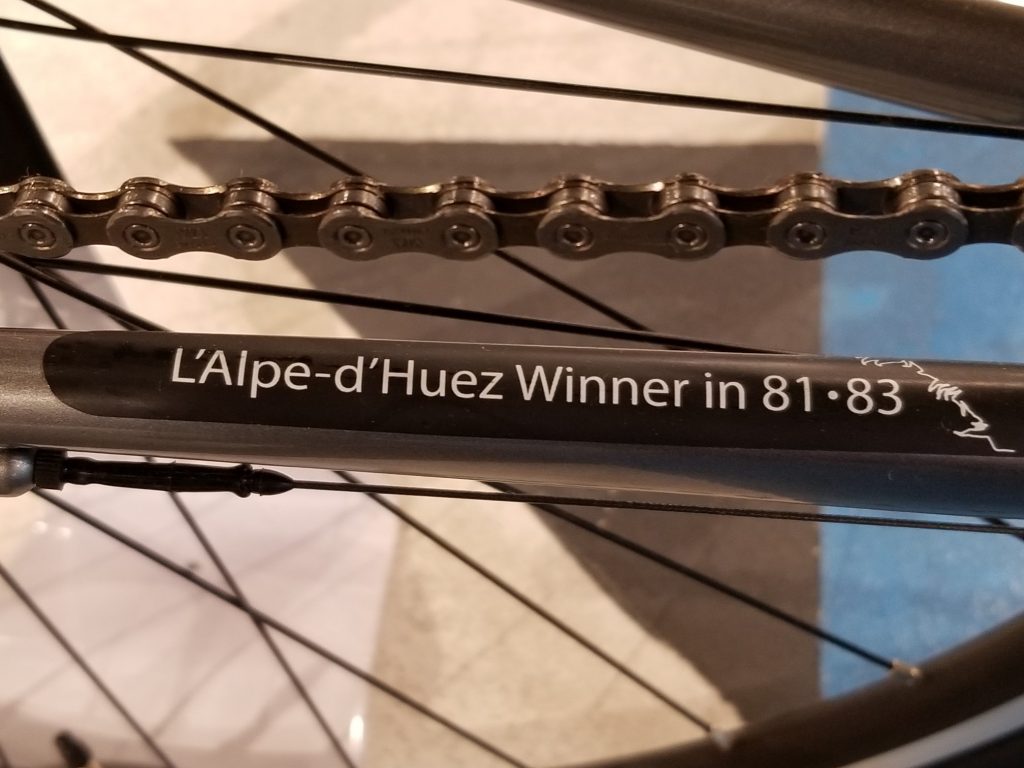 L'Alpe-d'Huez Winner in 81•83